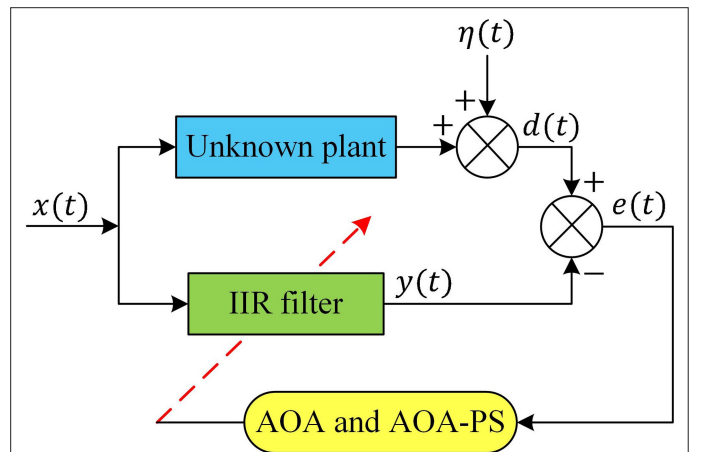 η(t)
+
+
d(t)
Unknown plant
+
x(t)
e(t)
−
IIR filter
y(t)
AOA and AOA-PS